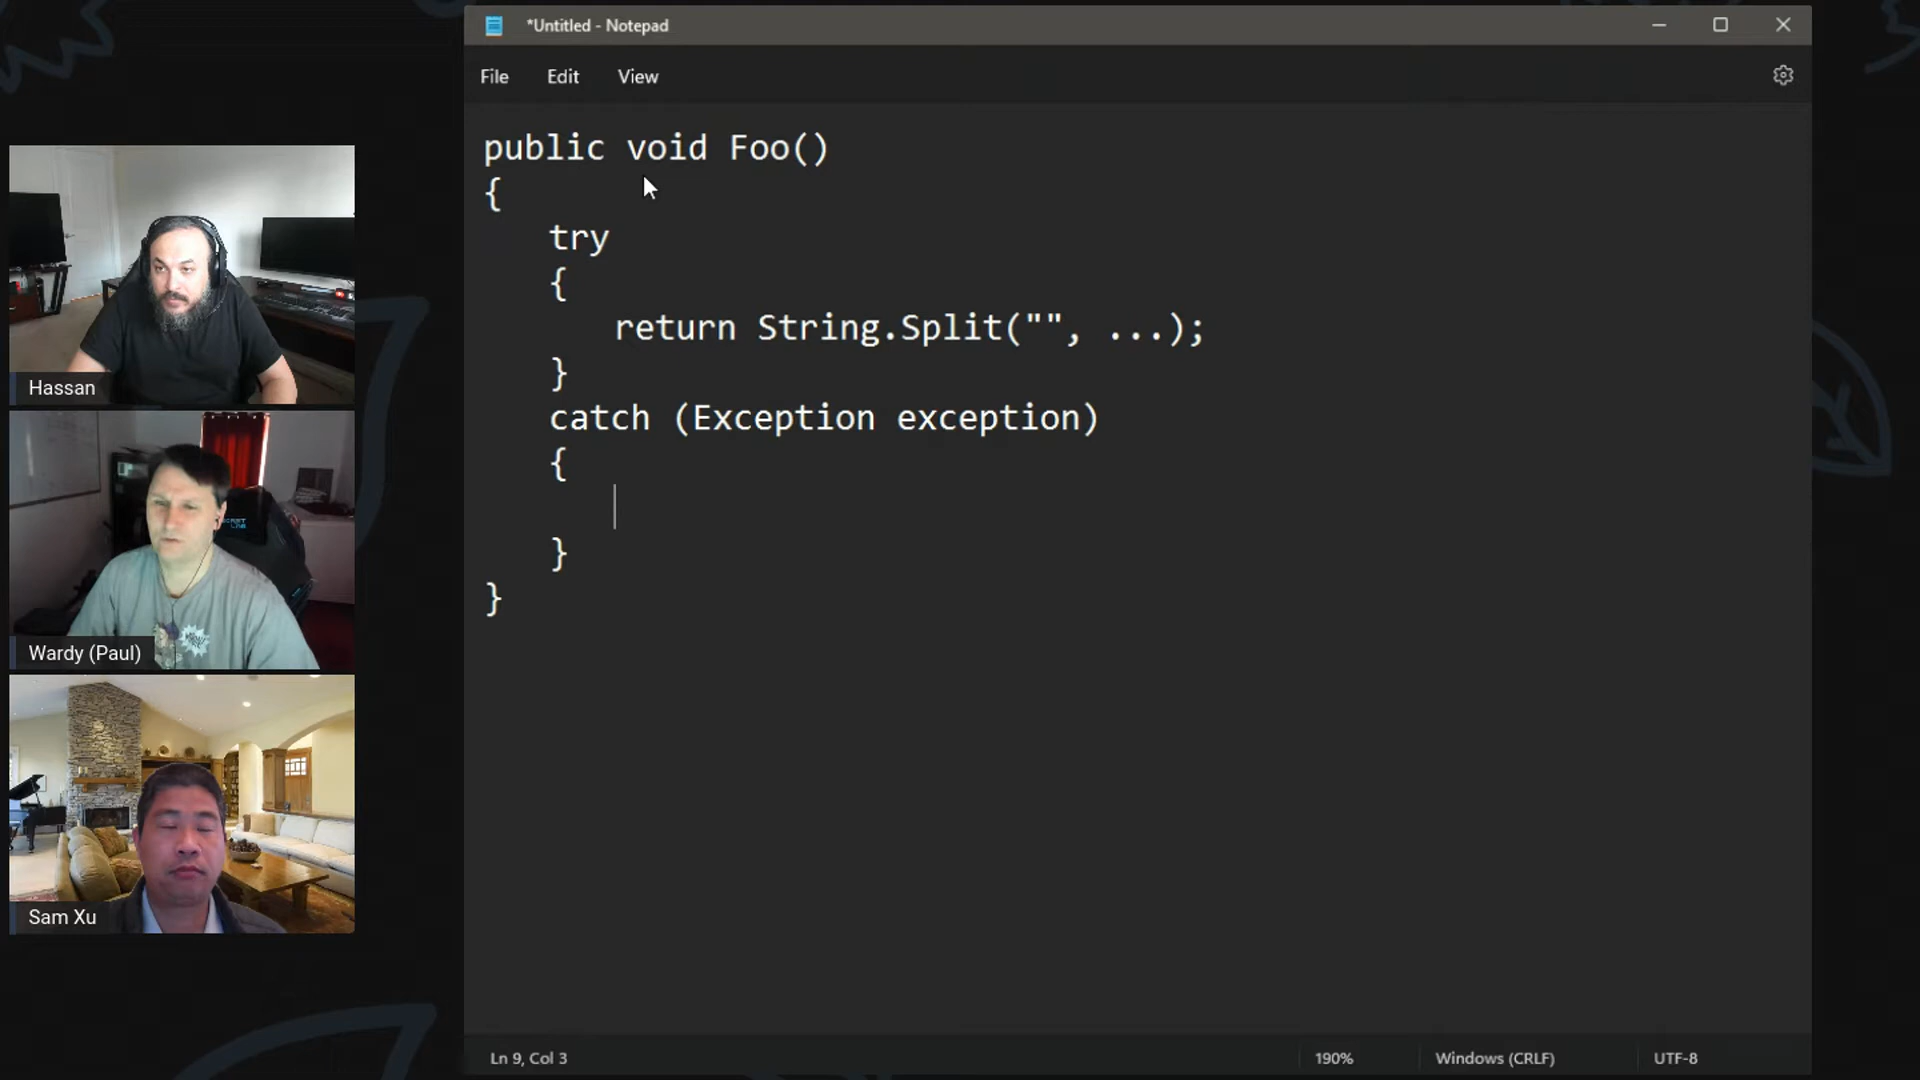 *Untitled - Notepad
File Edit View
public void Foo()
{
try
{
return String.Split("", ...);
}
catch (Exception exception)
{
}
}
Hassan
Wardy (Paul)
Sam Xu
Ln 9, Col 3
190%
Windows (CRLF)
UTF-8